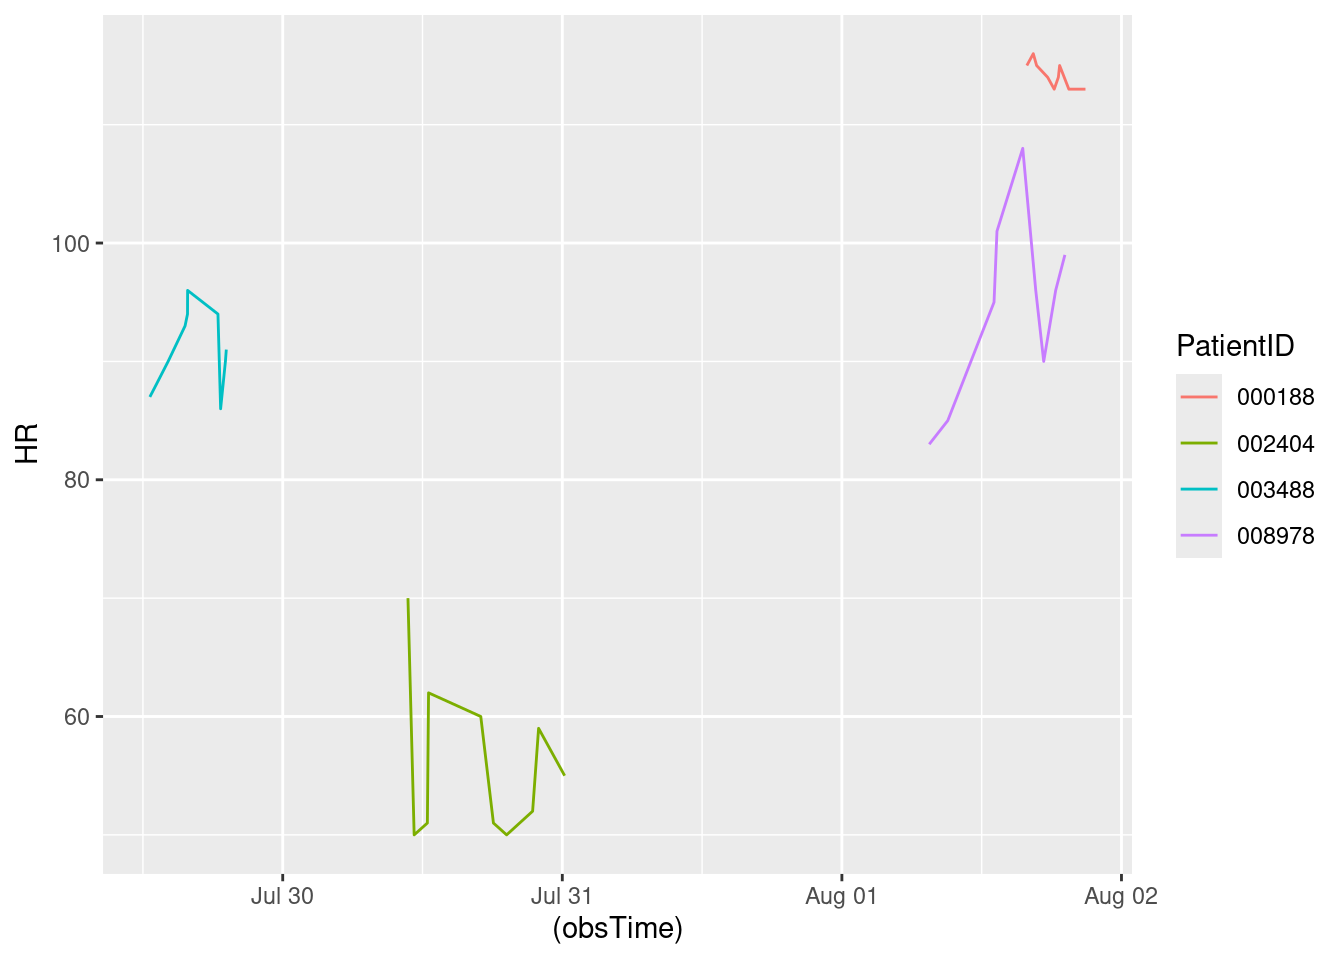 HR
100
80
60
Jul 30
Jul 31
Aug 01
Aug 02
(obsTime)
PatientID
000188
002404
003488
008978